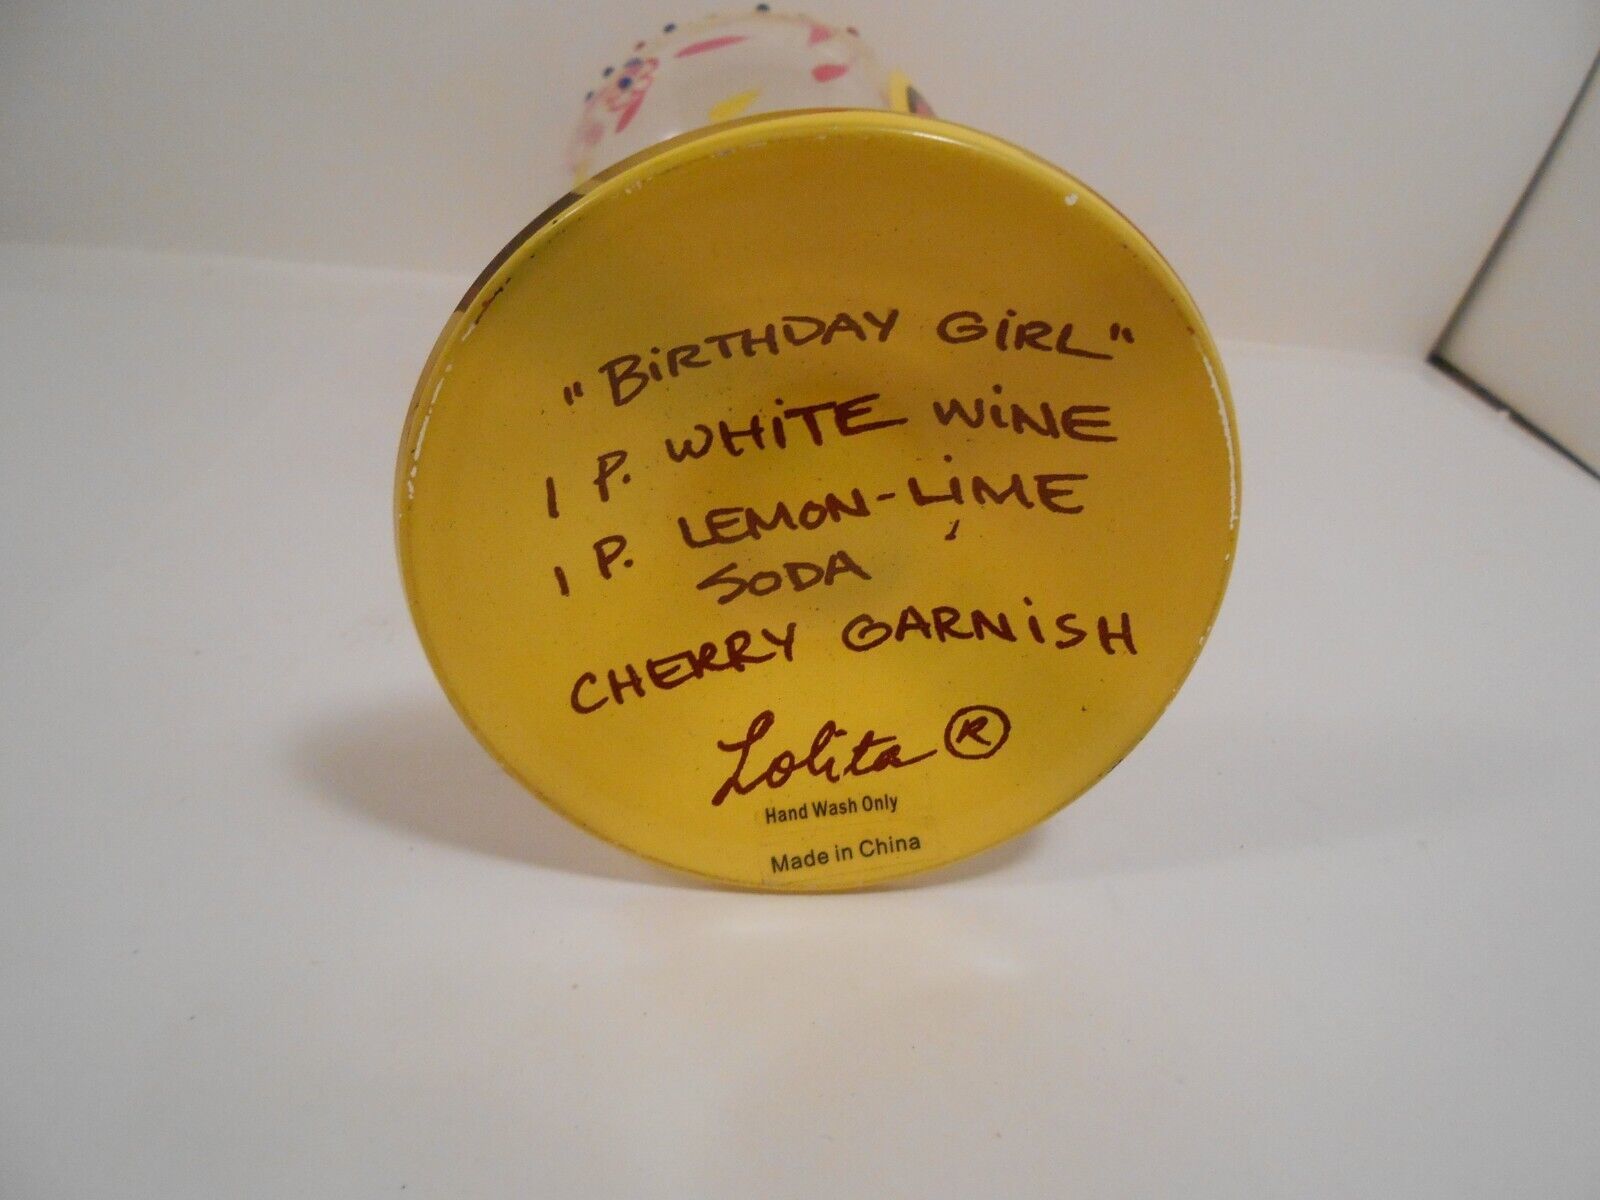 "BiRTHDAY GiRL"
1 P. WHiTE WiNE
1 P. LEMON-LiME
SODA
CHERRY GARNiSH
Lolita ®
Hand Wash Only
Made in China